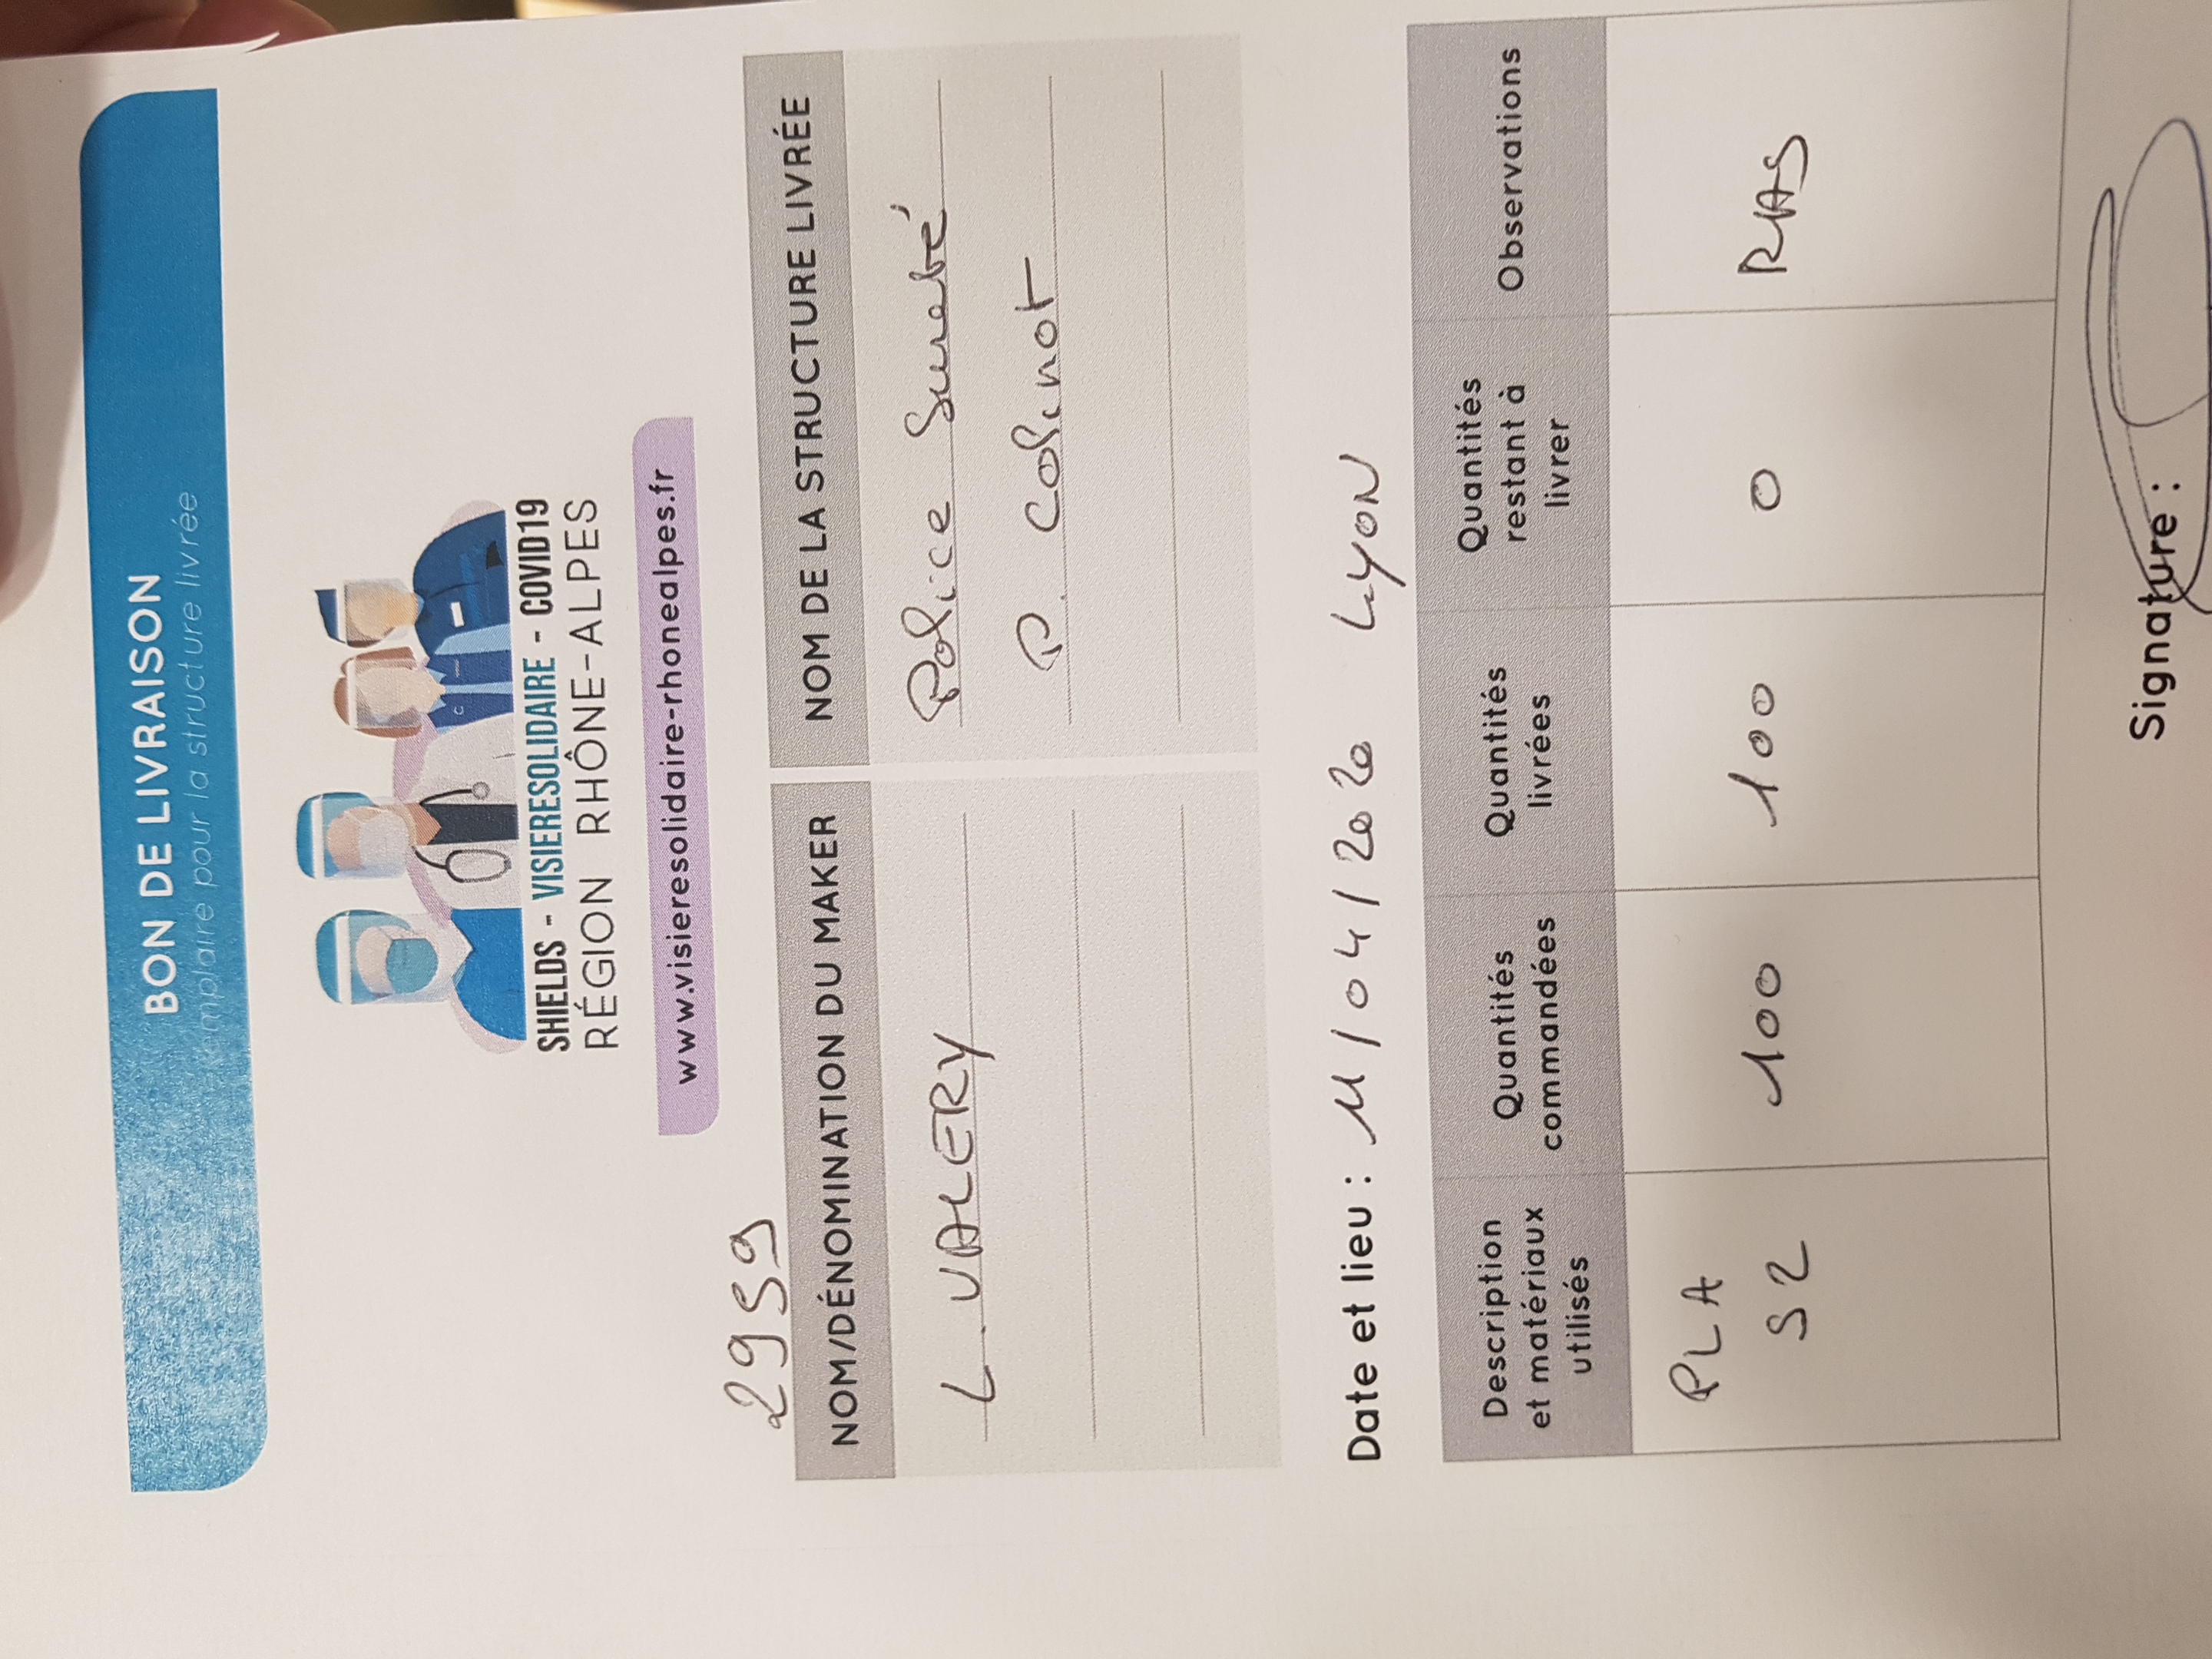 BON DE LIVRAISON
emplaire pour la structure livrée
SHIELDS - VISIERESOLIDAIRE - COVID19
RÉGION RHÔNE-ALPES
www.visieresolidaire-rhonealpes.fr
2959
NOM/DÉNOMINATION DU MAKER
L. VALERY
NOM DE LA STRUCTURE LIVRÉE
Police Sureté
P. Colinot
Date et lieu : 11/04/2020 LYON
Description
et matériaux
utilisés
Quantités
commandées
Quantités
livrées
Quantités
restant à
livrer
Observations
PLA
S2
100
100
0
RAS
Signature :